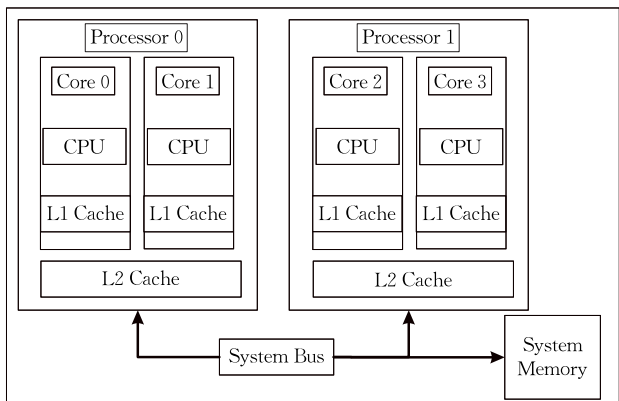 Processor 0
Processor 1
Core 0
Core 1
Core 2
Core 3
CPU
CPU
CPU
CPU
L1 Cache
L1 Cache
L1 Cache
L1 Cache
L2 Cache
L2 Cache
System Bus
System
Memory